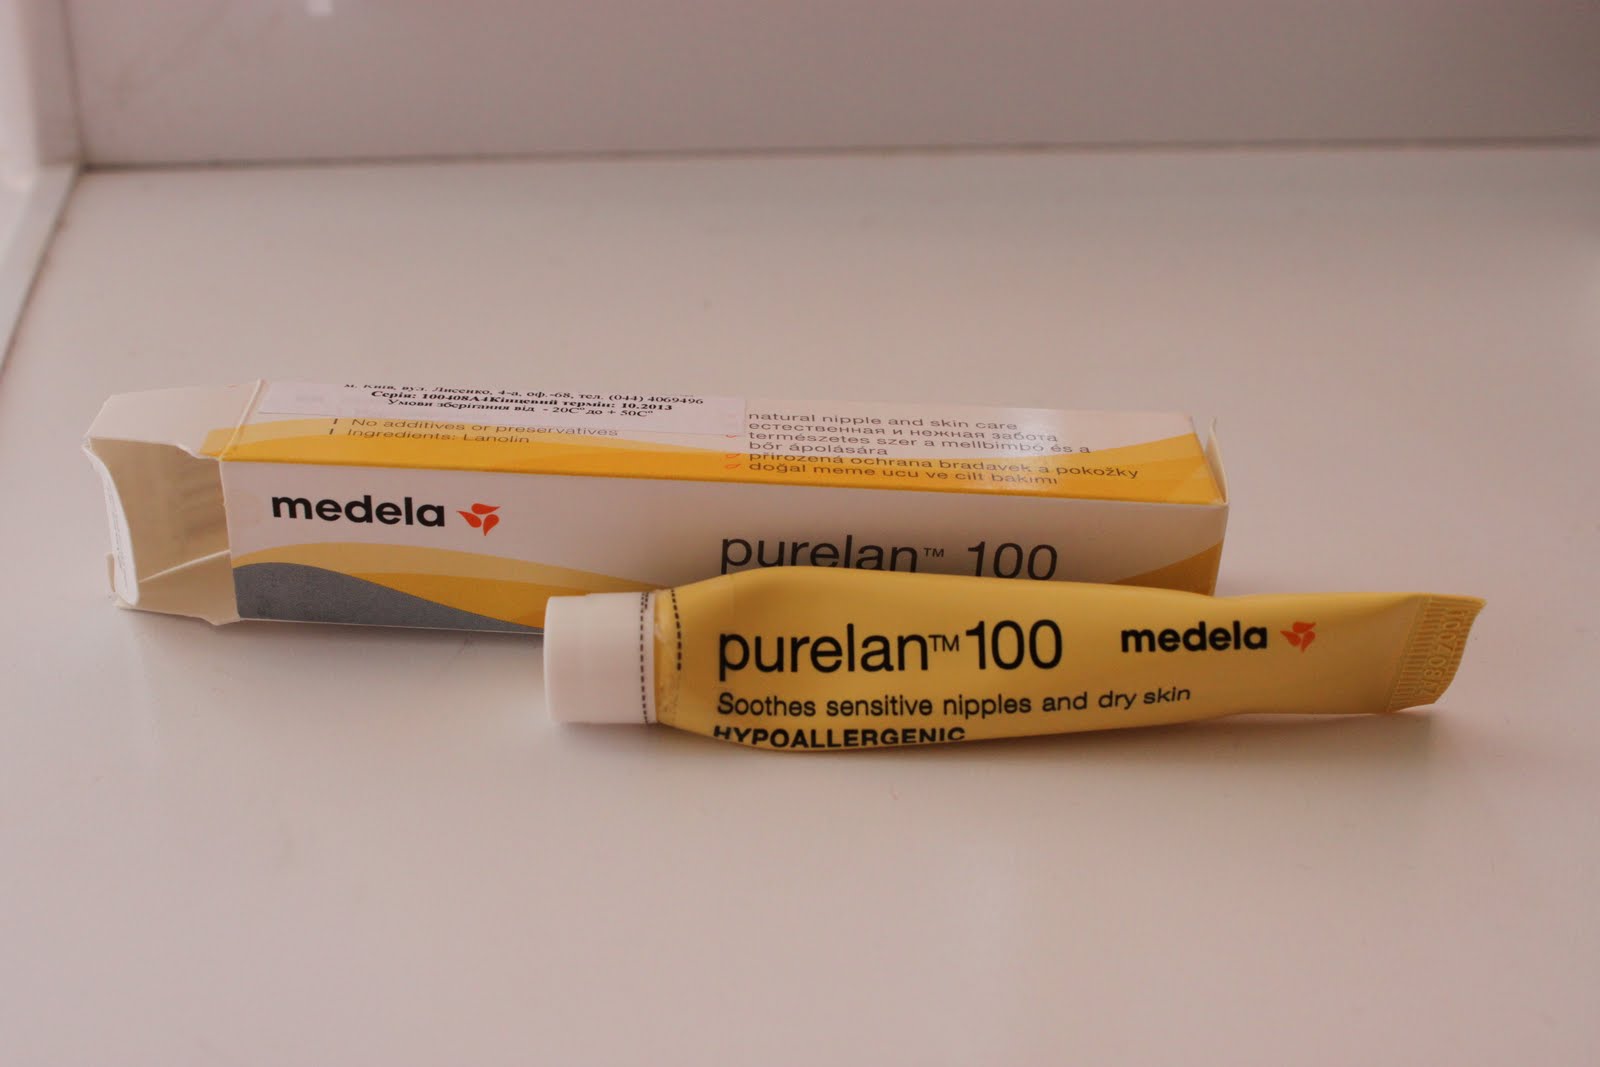 м. Київ, вул. Лисенко, 4-а, оф.-68, тел. (044) 4069496
Серія: 100408A4Кінцевий термін: 10.2013
Умови зберігання від - 20С° до + 50С°
No additives or preservatives
Ingredients: Lanolin
natural nipple and skin care
естественная и нежная забота
természetes szer a mellbimbó és a
bőr ápolására
přirozená ochrana bradavek a pokožky
doğal meme ucu ve cilt bakımı
medela
purelan™ 100
purelan™100
medela
Soothes sensitive nipples and dry skin
HYPOALLERGENIC